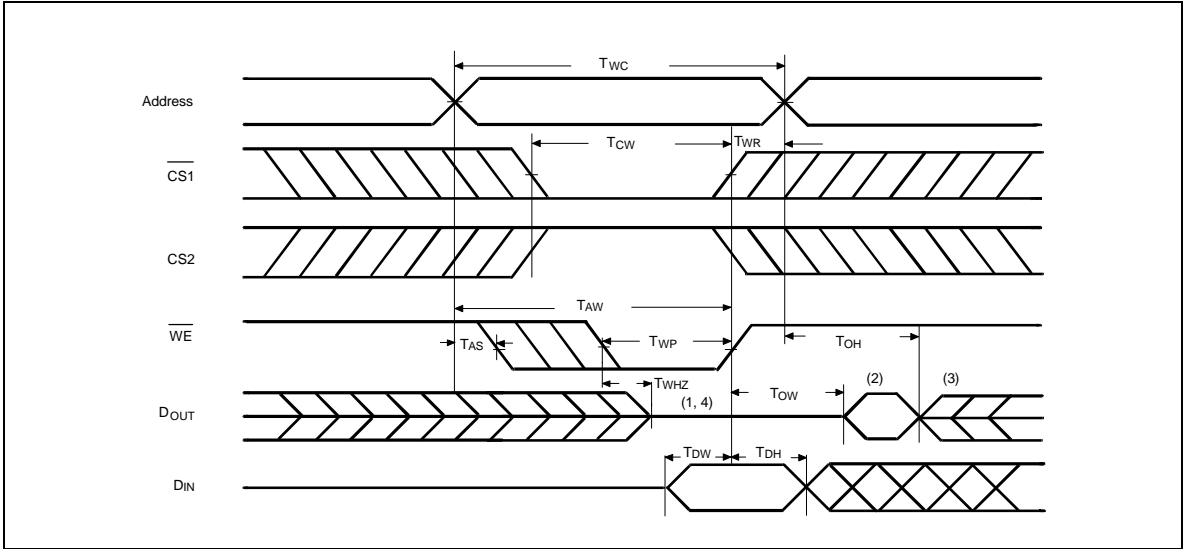 TWC
Address
TCW
TWR
CS1
CS2
TAW
WE
TAS
TWP
TOH
TWHZ
(1, 4)
TOW
(2)
(3)
DOUT
TDW
TDH
DIN